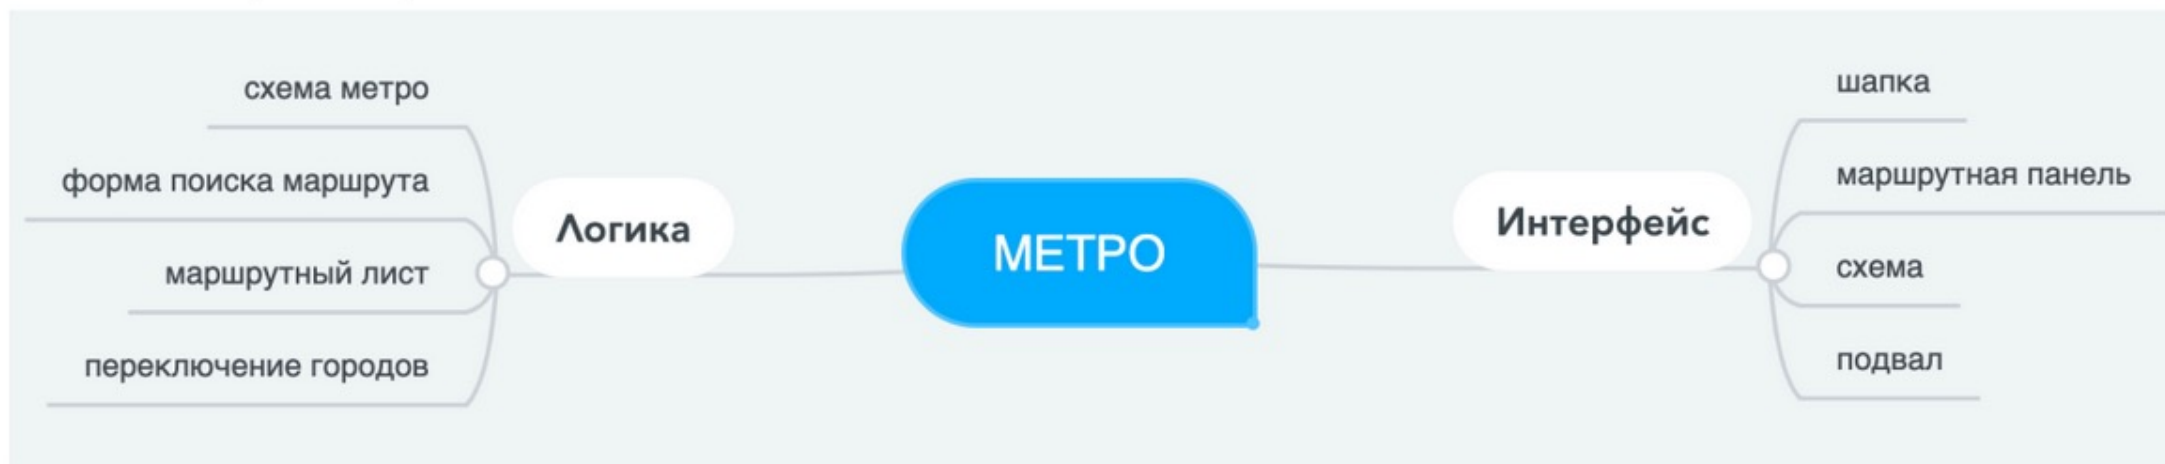 схема метро
форма поиска маршрута
маршрутный лист
переключение городов
Логика
МЕТРО
Интерфейс
шапка
маршрутная панель
схема
подвал